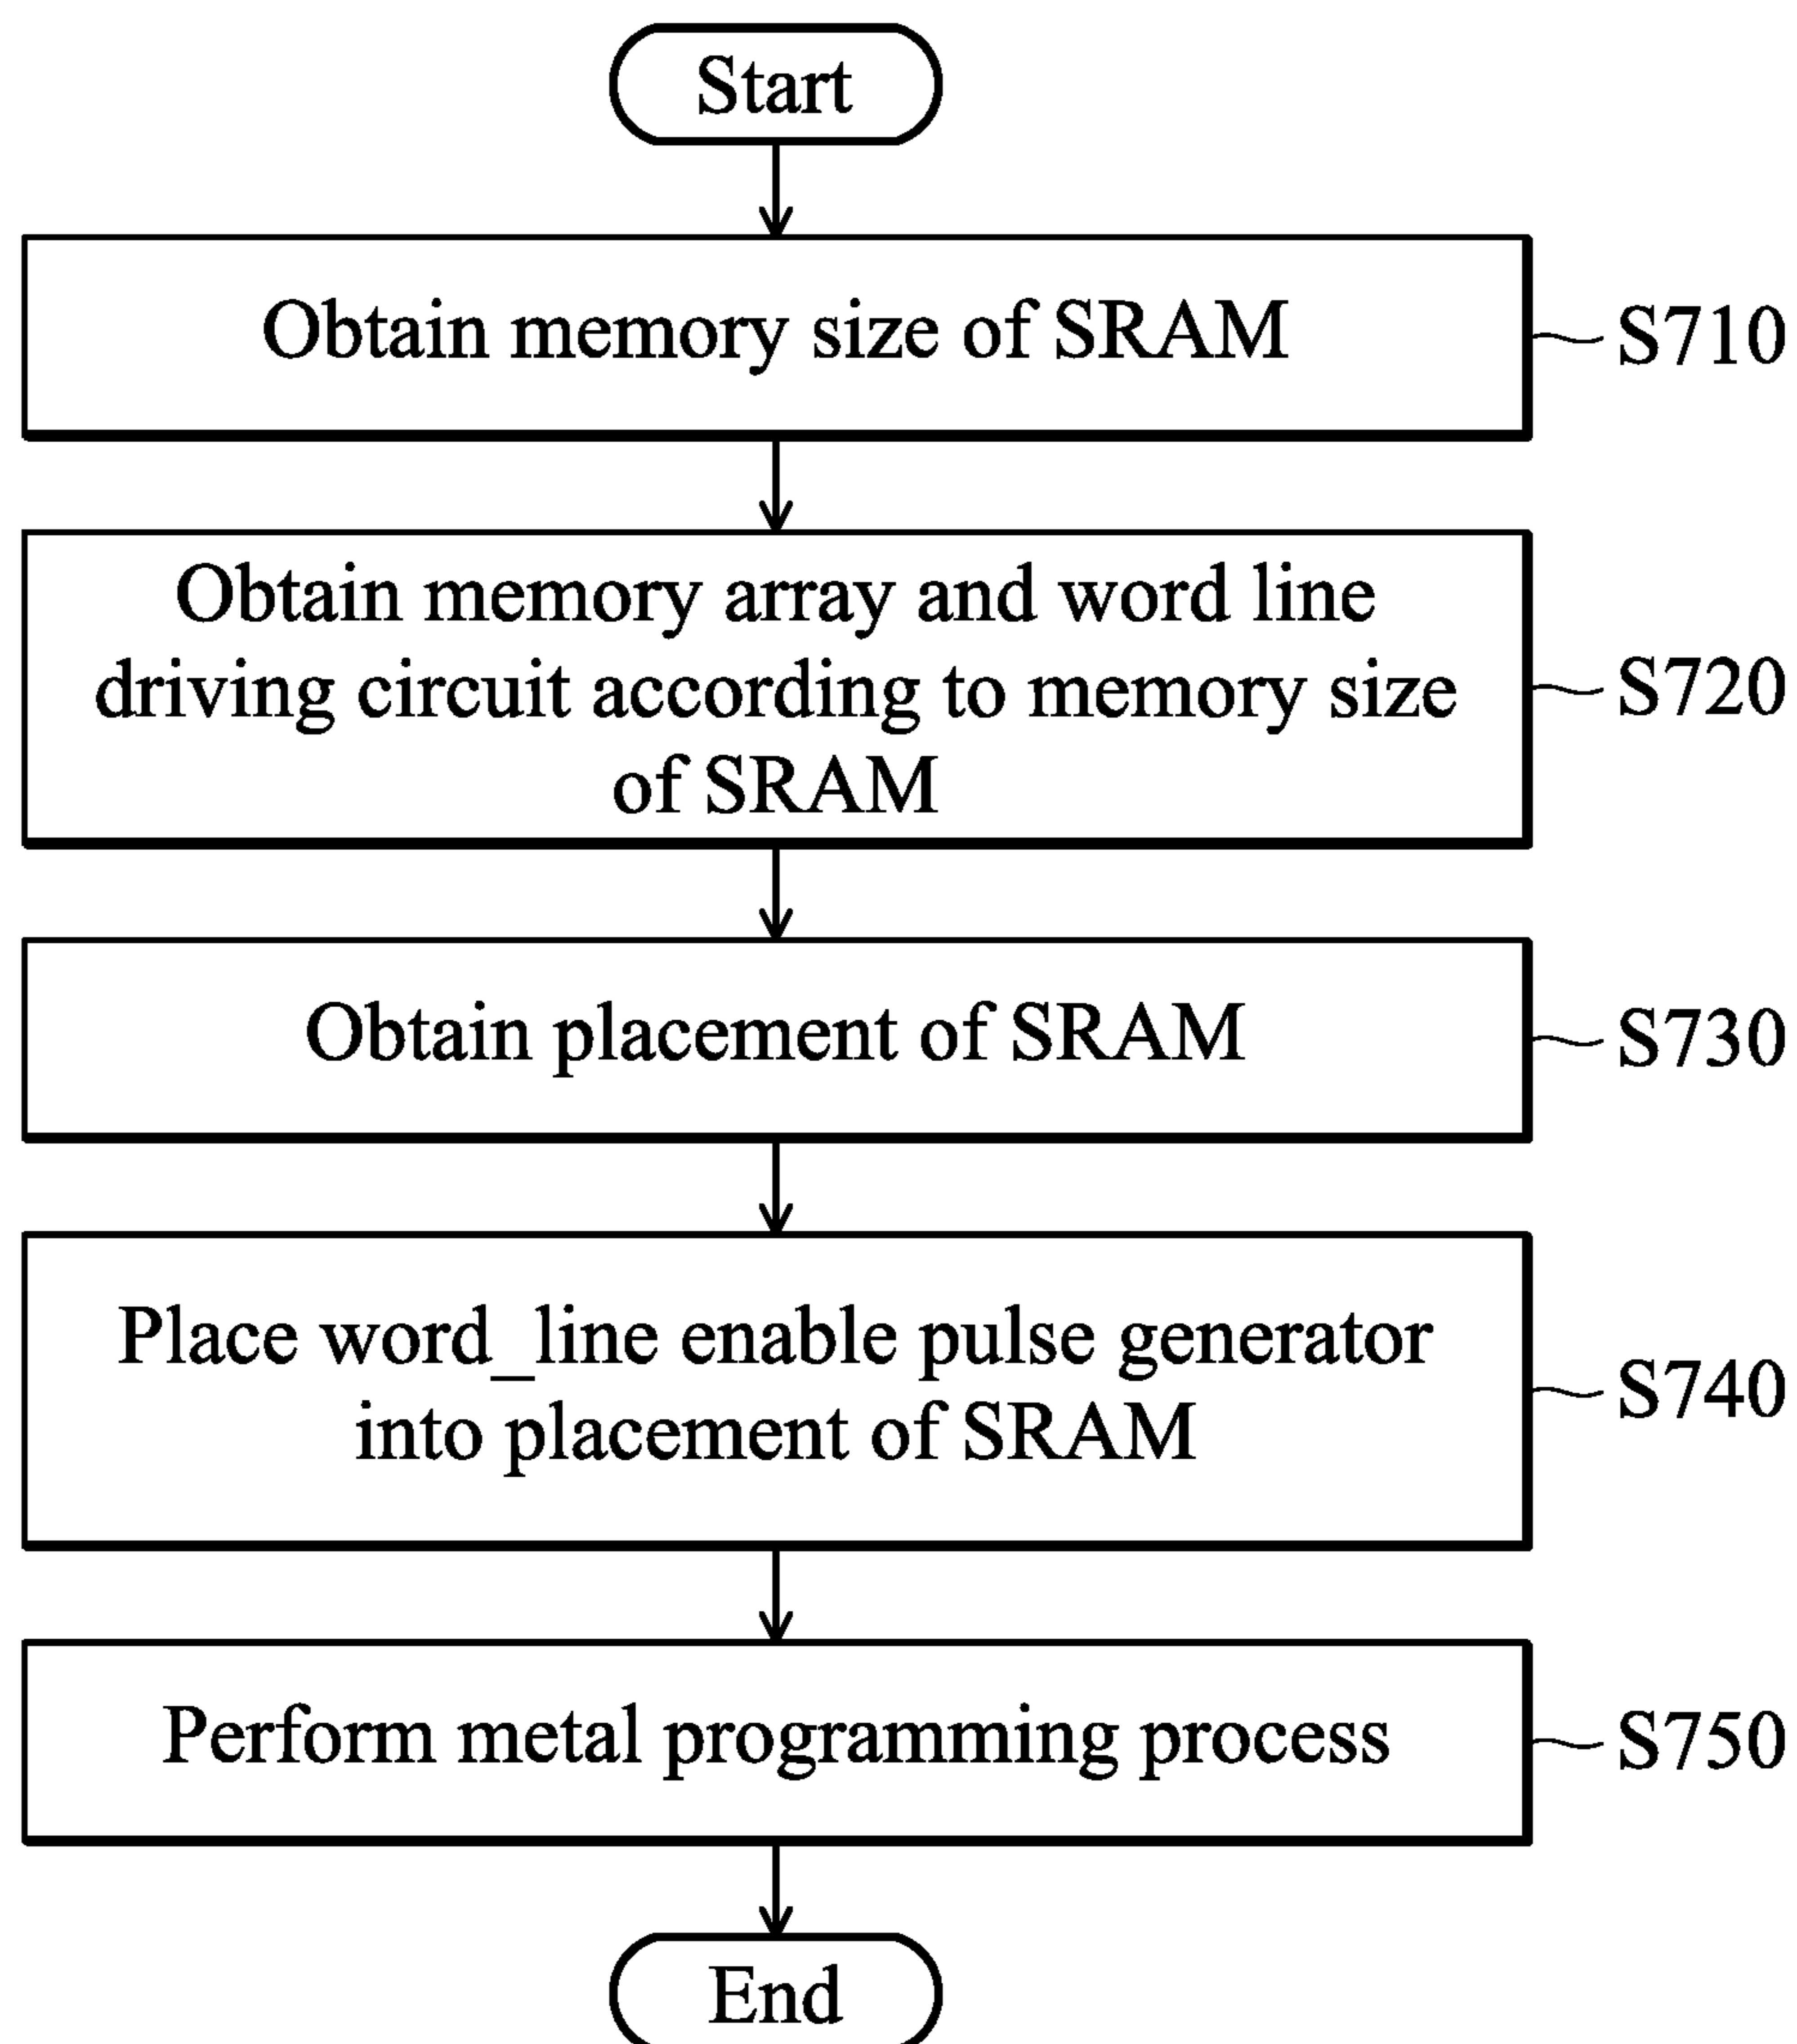 Start
Obtain memory size of SRAM
S710
Obtain memory array and word line
driving circuit according to memory size
of SRAM
S720
Obtain placement of SRAM
S730
Place word_line enable pulse generator
into placement of SRAM
S740
Perform metal programming process
S750
End